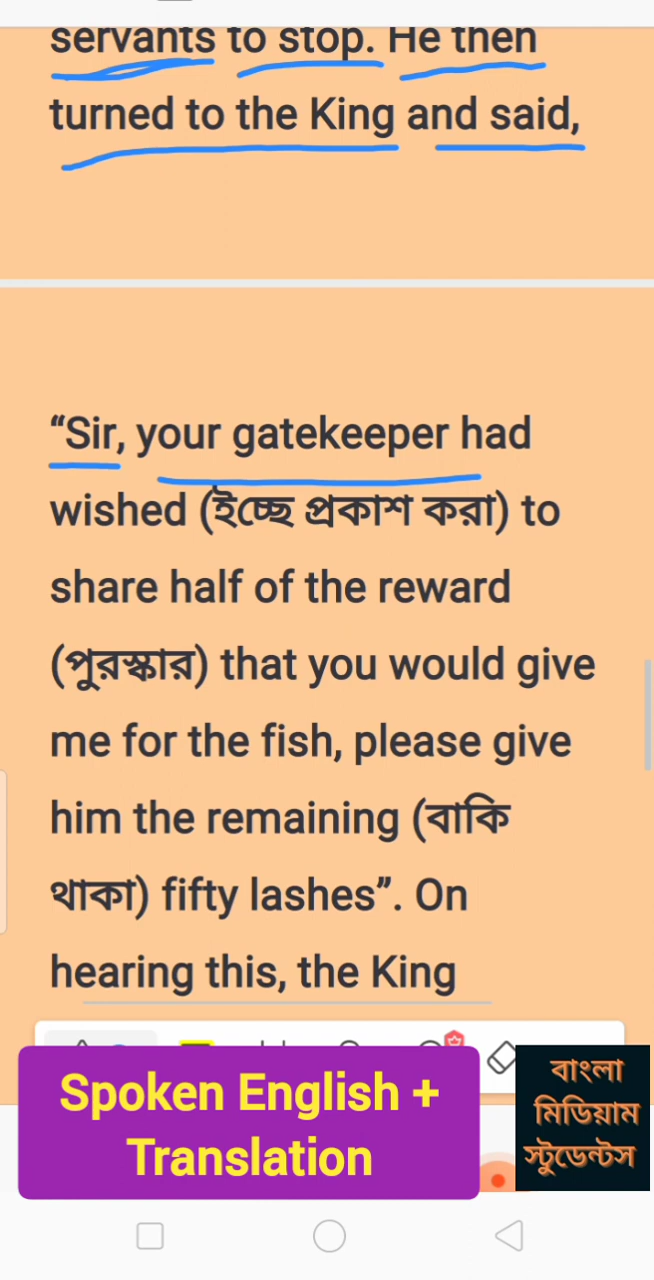 servants to stop. He then
turned to the King and said,
“Sir, your gatekeeper had
wished (ইচ্ছে প্রকাশ করা) to
share half of the reward
(পুরস্কার) that you would give
me for the fish, please give
him the remaining (বাকি
থাকা) fifty lashes”. On
hearing this, the King
Spoken English +
Translation
বাংলা
মিডিয়াম
স্টুডেন্টস